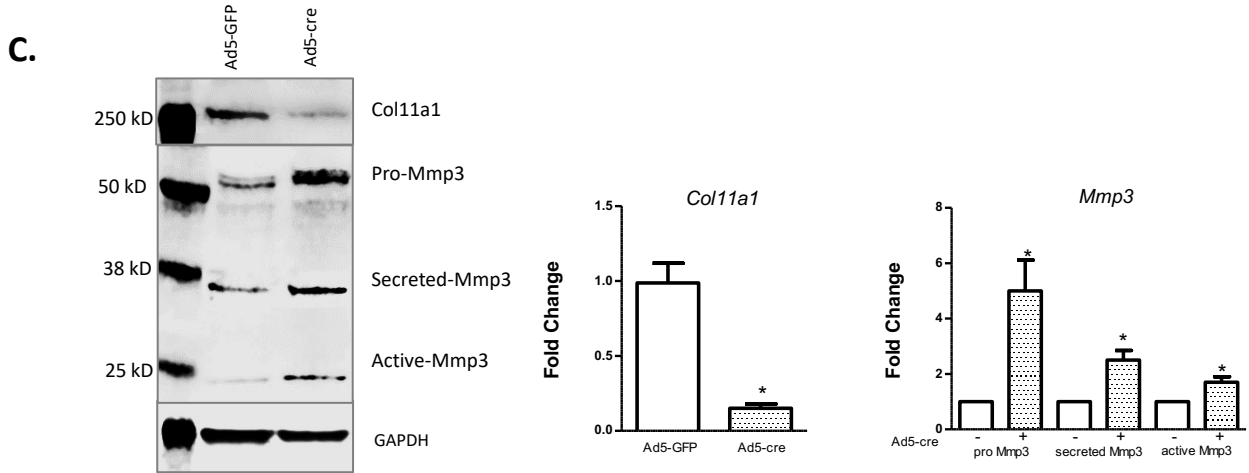 C.
Ad5-GFP
Ad5-cre
250 kD
Col11a1
50 kD
Pro-Mmp3
38 kD
Secreted-Mmp3
25 kD
Active-Mmp3
GAPDH
Col11a1
Fold Change
1.5
1.0
0.5
0.0
*
Ad5-GFP Ad5-cre
Mmp3
Fold Change
8
6
4
2
0
*
*
*
Ad5-cre - + - + - +
pro Mmp3 secreted Mmp3 active Mmp3